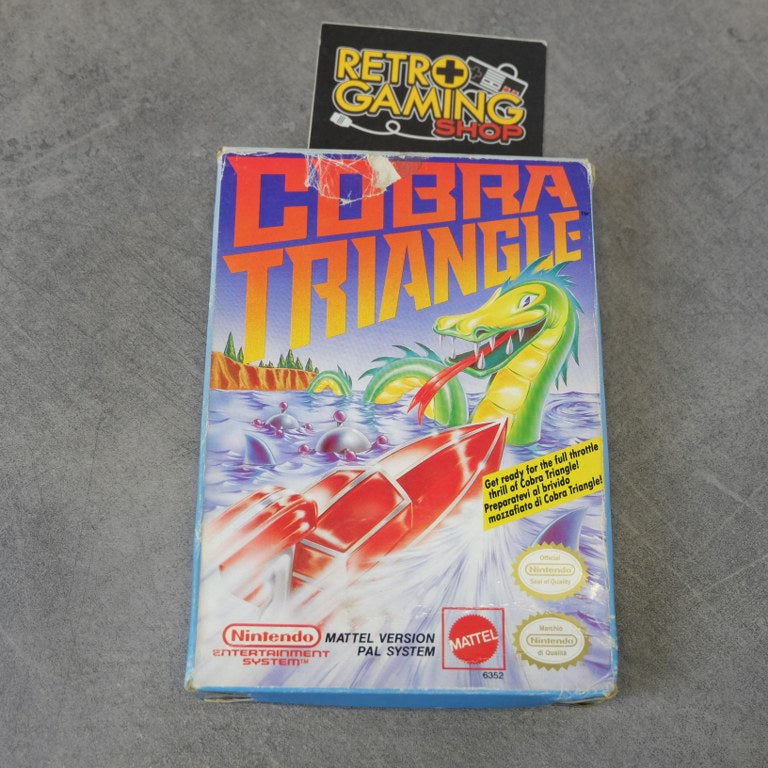 RETRO
GAMING
SHOP
COBRA
TRIANGLE™
Get ready for the full throttle
thrill of Cobra Triangle!
Preparatevi al brivido
mozzafiato di Cobra Triangle!
Official
Nintendo
Seal of Quality
Marchio
Nintendo
di Qualità
Nintendo
ENTERTAINMENT
SYSTEM™
MATTEL VERSION
PAL SYSTEM
MATTEL
6352